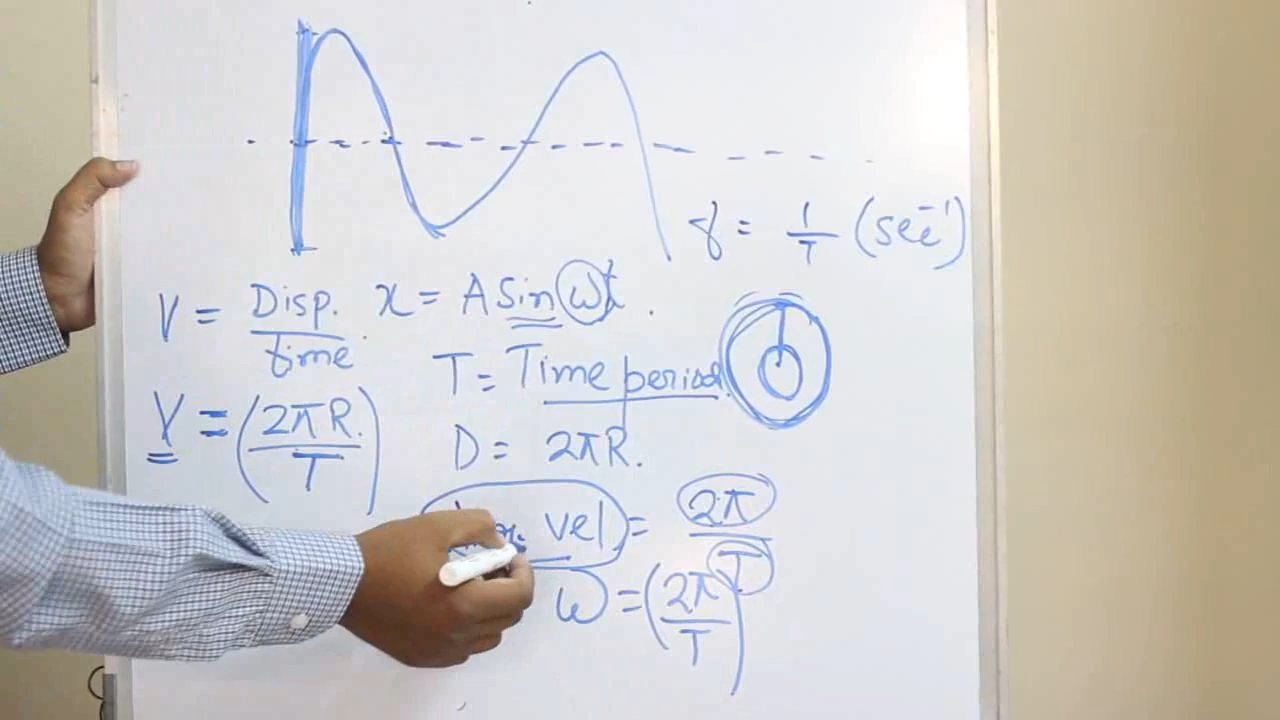 f = 1/T (sec⁻¹)
V = Disp./time
x = A sin ωt.
T = Time period.
V = (2πR./T)
D = 2πR.
vel = 2π/T
ω = (2π/T)